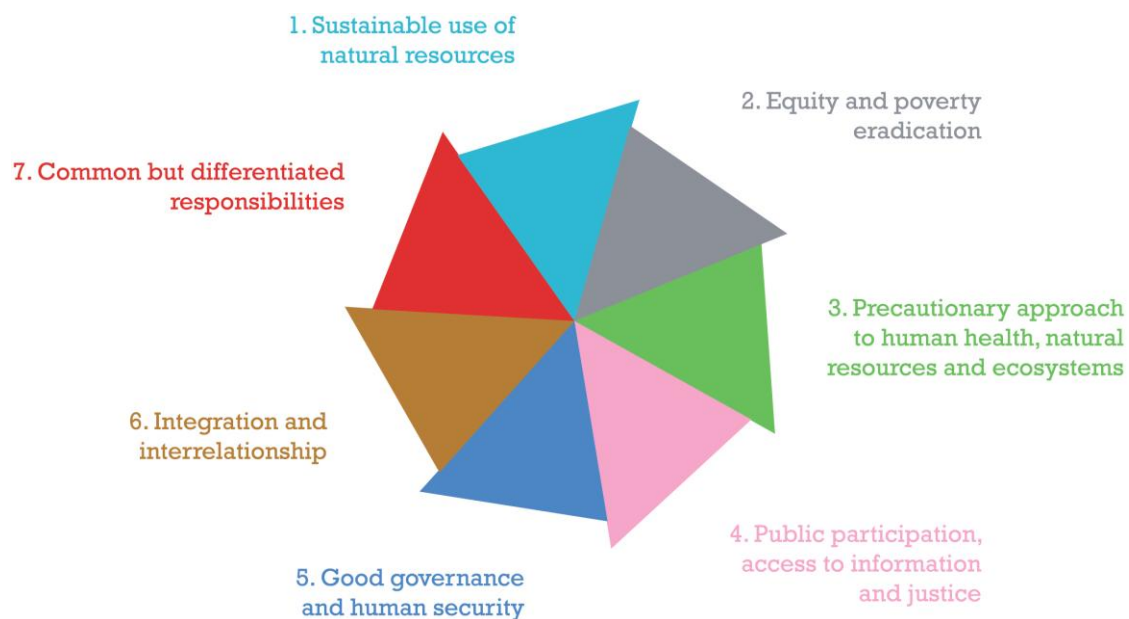 1. Sustainable use of
natural resources
2. Equity and poverty
eradication
3. Precautionary approach
to human health, natural
resources and ecosystems
4. Public participation,
access to information
and justice
5. Good governance
and human security
6. Integration and
interrelationship
7. Common but differentiated
responsibilities